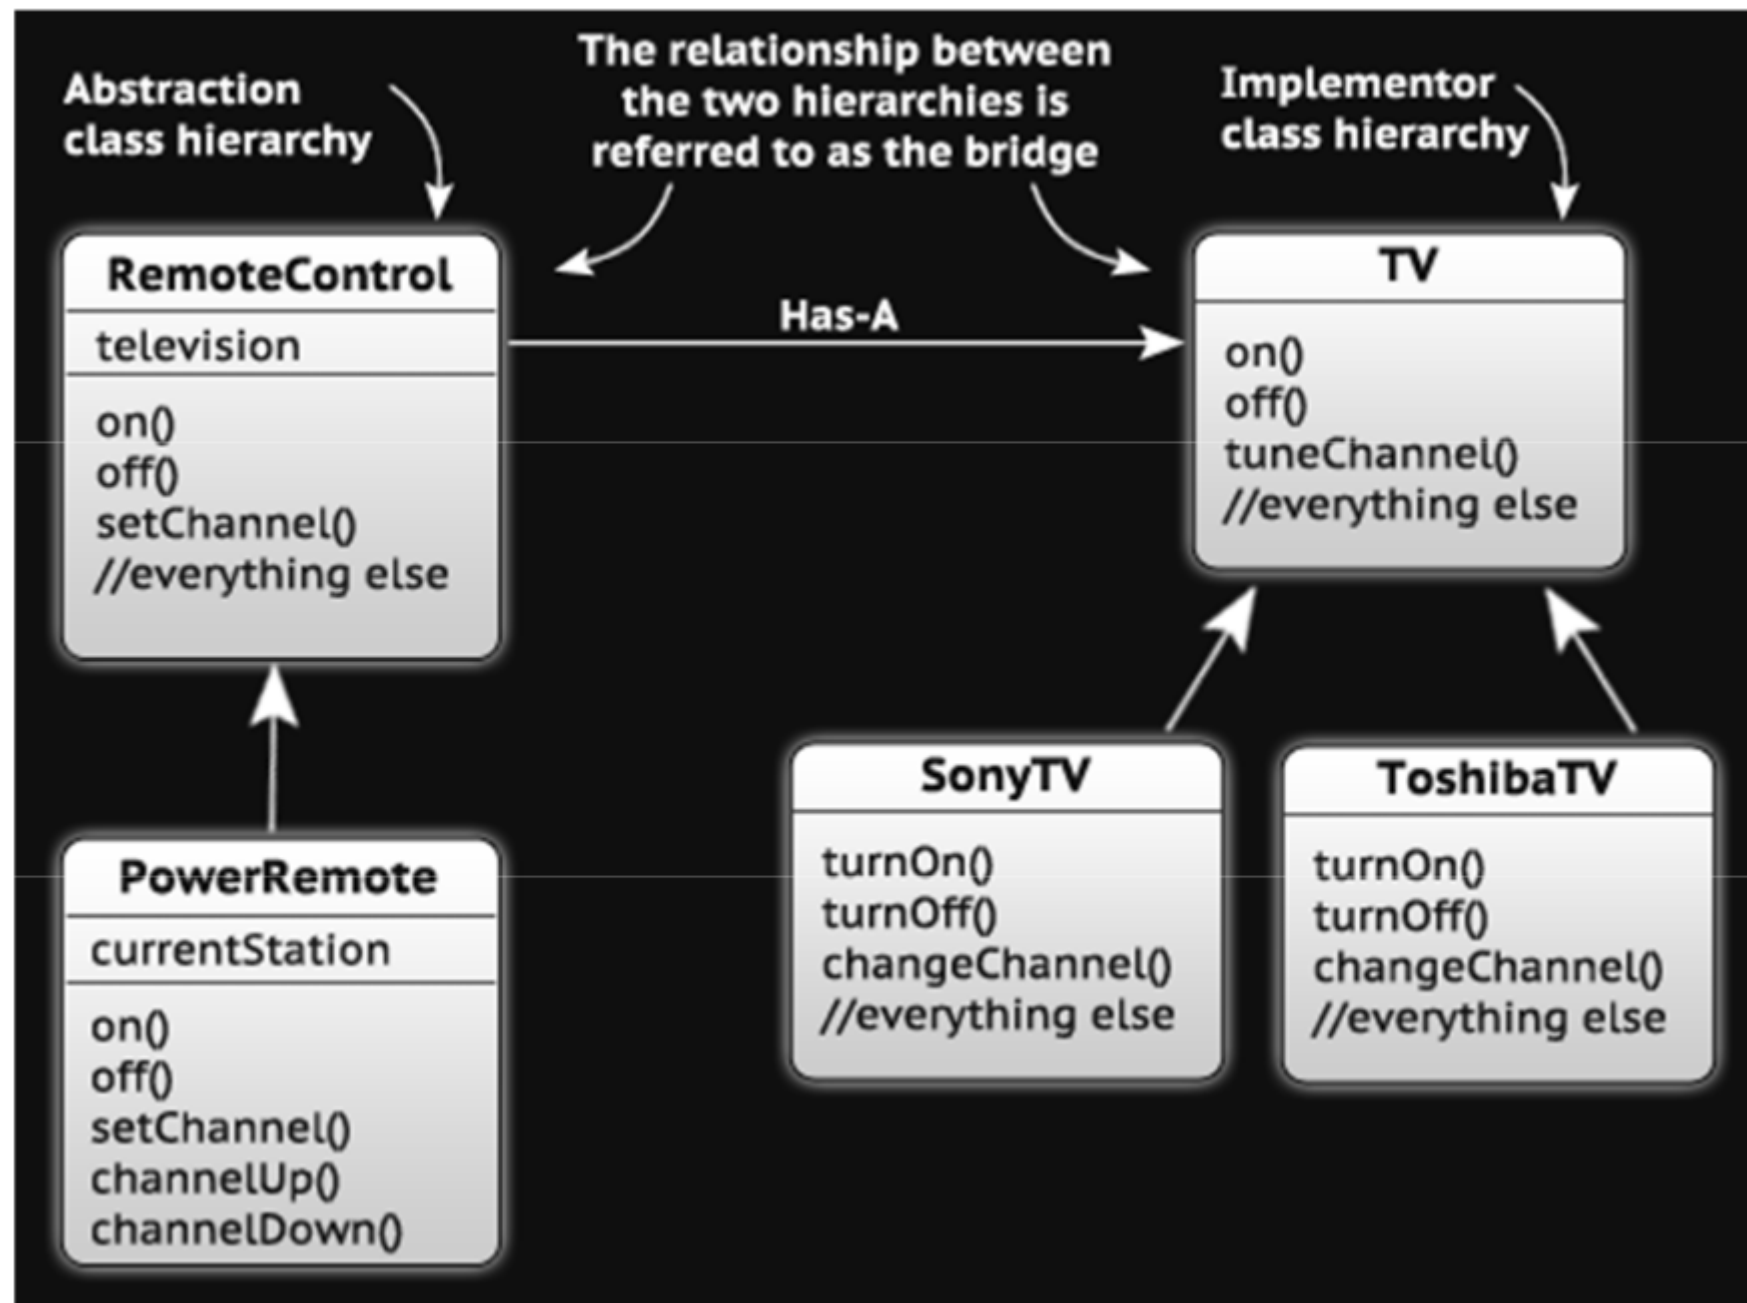 Abstraction
class hierarchy
The relationship between
the two hierarchies is
referred to as the bridge
Implementor
class hierarchy
RemoteControl
television
on()
off()
setChannel()
//everything else
Has-A
TV
on()
off()
tuneChannel()
//everything else
PowerRemote
currentStation
on()
off()
setChannel()
channelUp()
channelDown()
SonyTV
turnOn()
turnOff()
changeChannel()
//everything else
ToshibaTV
turnOn()
turnOff()
changeChannel()
//everything else